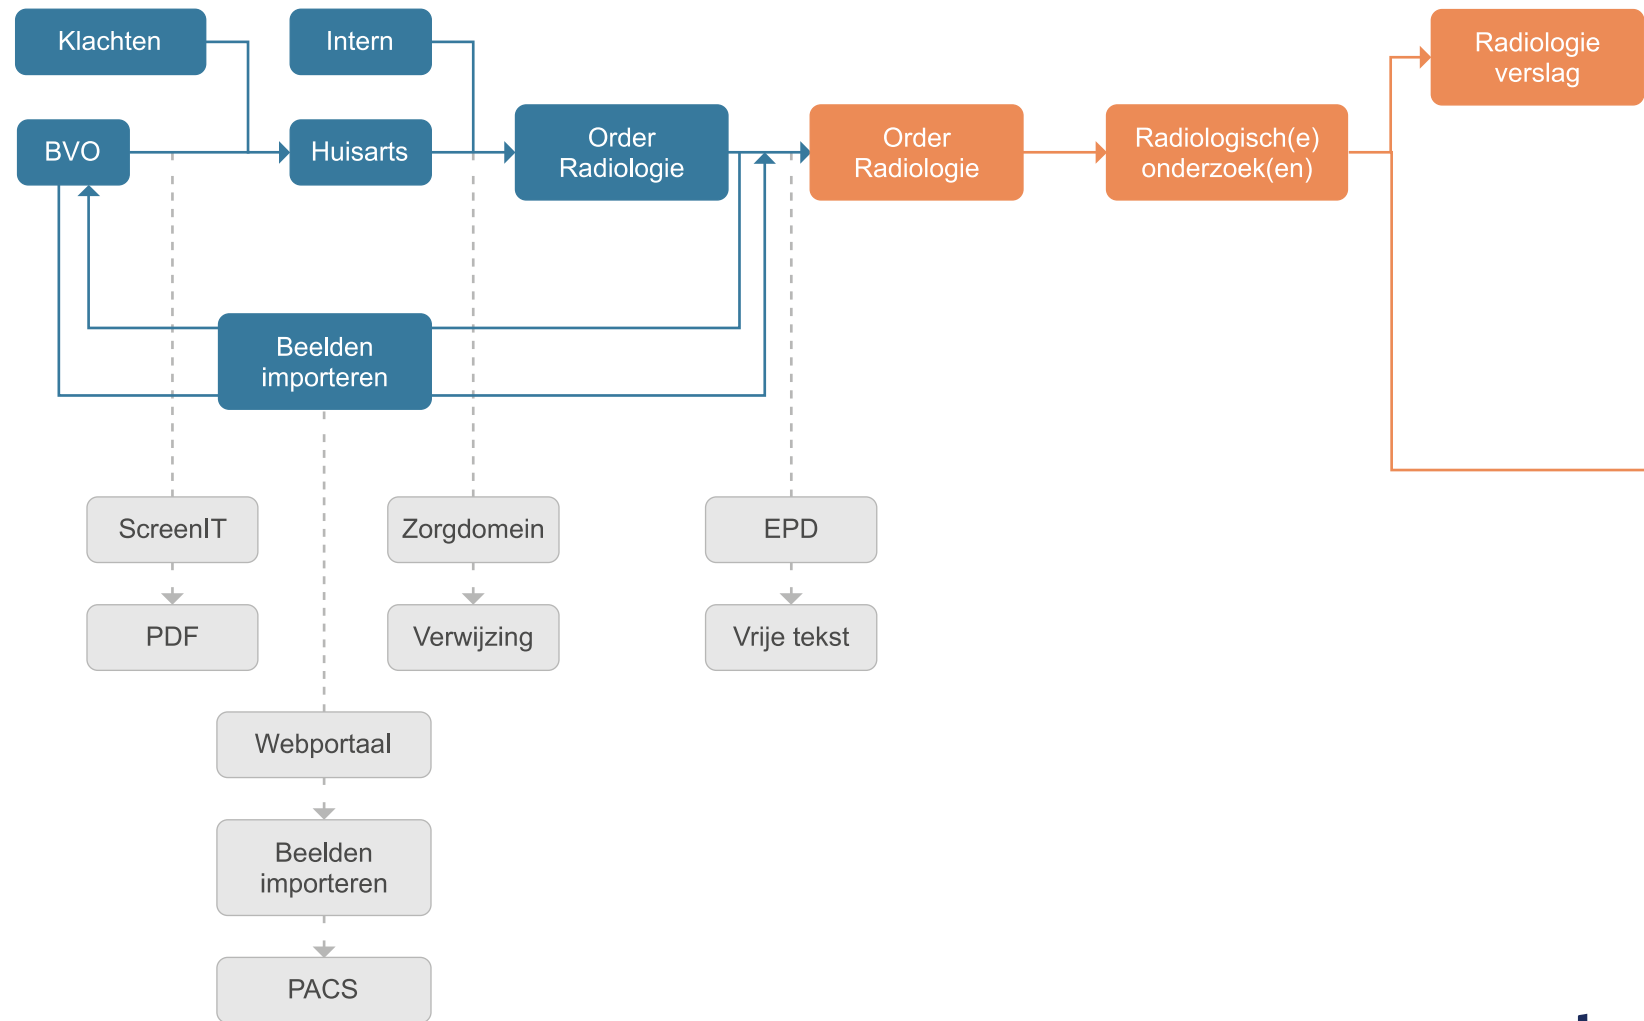 Klachten
Intern
Radiologie
verslag
BVO
Huisarts
Order
Radiologie
Order
Radiologie
Radiologisch(e)
onderzoek(en)
Beelden
importeren
ScreenIT
Zorgdomein
EPD
PDF
Verwijzing
Vrije tekst
Webportaal
Beelden
importeren
PACS